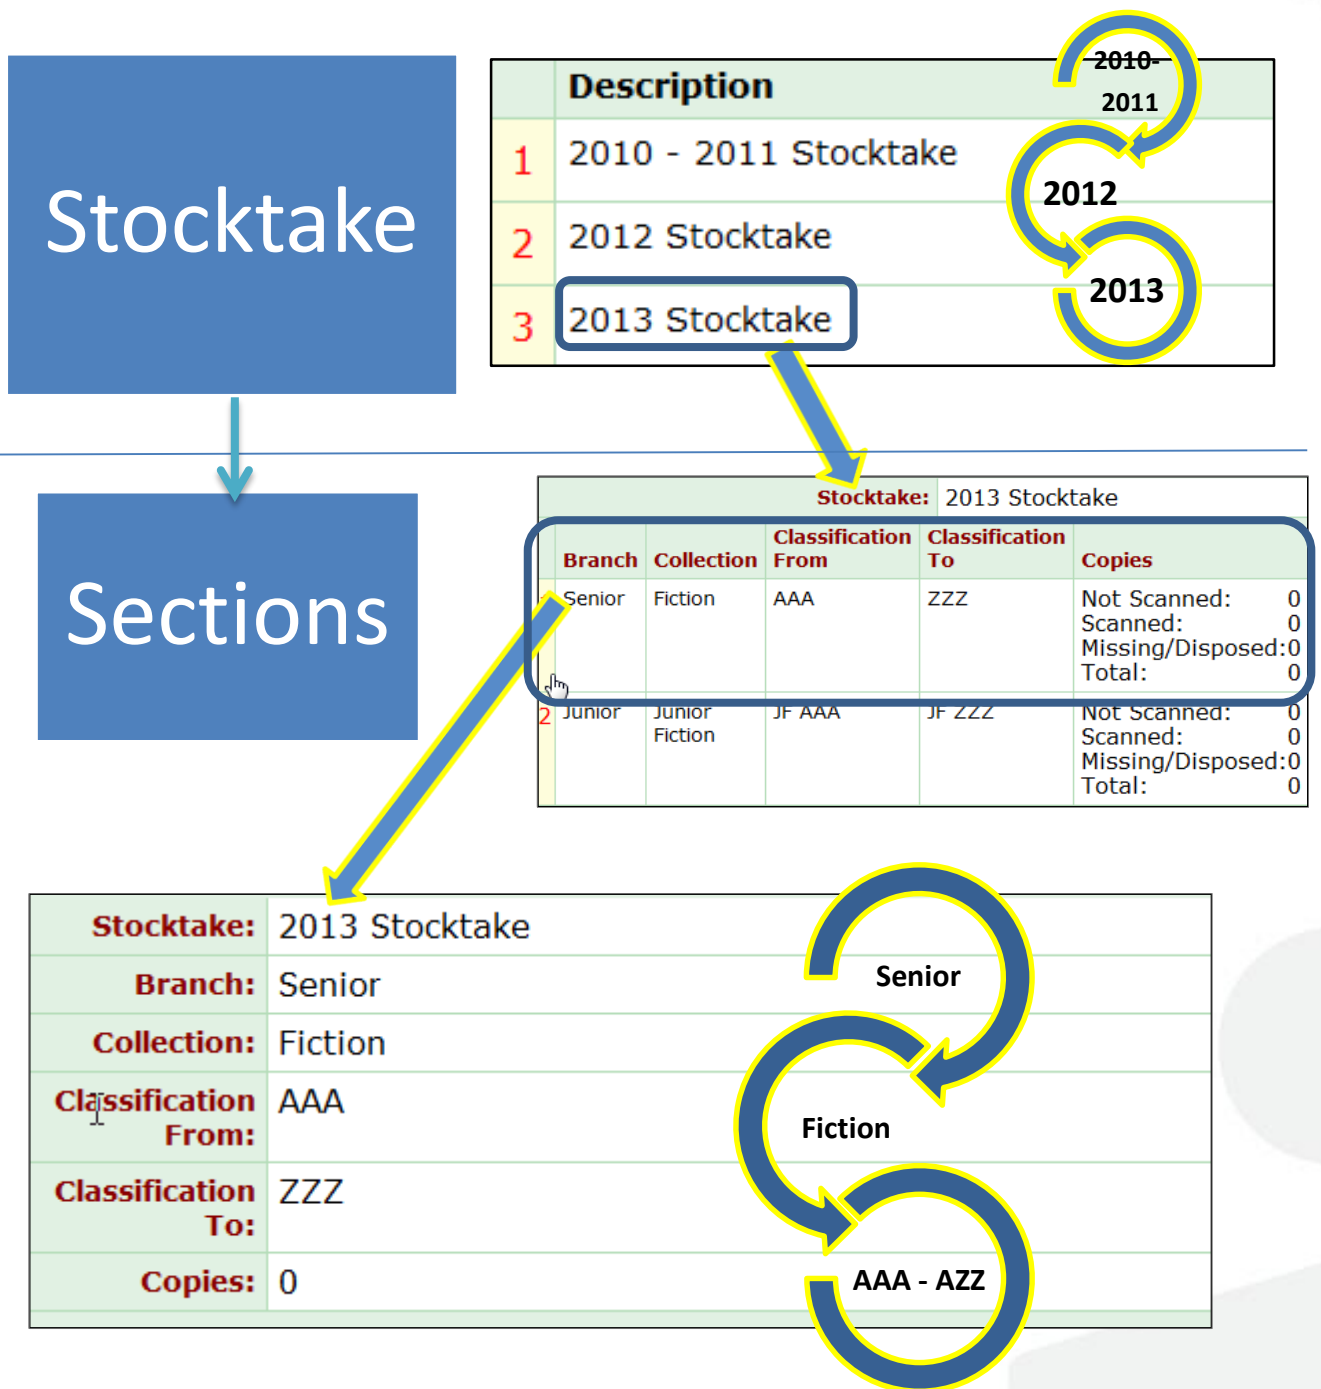 Stocktake
Description
1 2010 - 2011 Stocktake
2 2012 Stocktake
3 2013 Stocktake
2010-
2011
2012
2013
Sections
Stocktake: 2013 Stocktake
Branch Collection Classification From Classification To Copies
Senior Fiction AAA ZZZ Not Scanned: 0
Scanned: 0
Missing/Disposed:0
Total: 0
2 Junior Junior JF AAA JF ZZZ Not Scanned: 0
Fiction Scanned: 0
Missing/Disposed:0
Total: 0
Stocktake: 2013 Stocktake
Branch: Senior
Collection: Fiction
Classification AAA
From:
Classification ZZZ
To:
Copies: 0
Senior
Fiction
AAA - AZZ